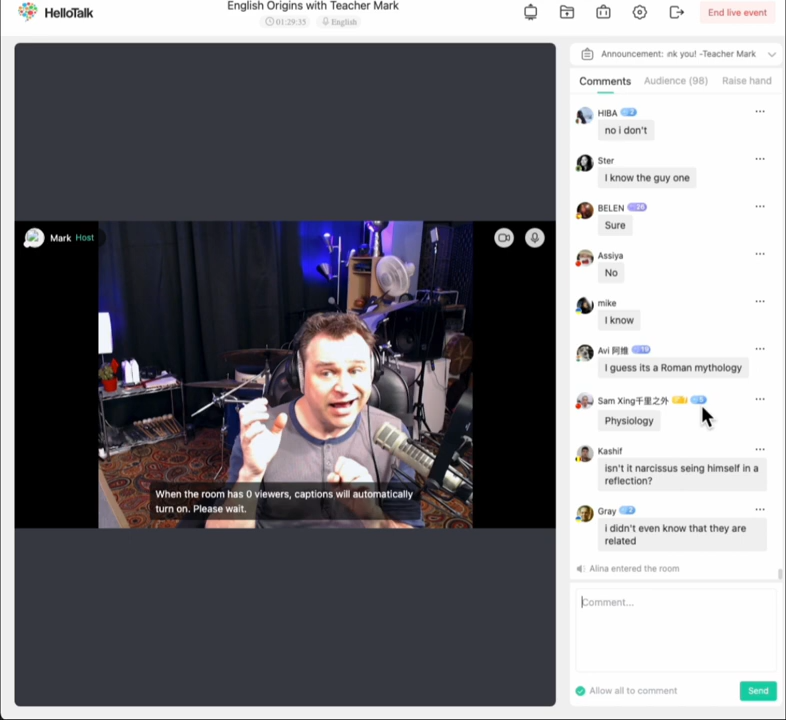 HelloTalk
English Origins with Teacher Mark
01:29:35
English
End live event
Mark Host
When the room has 0 viewers, captions will automatically
turn on. Please wait.
Announcement: nk you! -Teacher Mark
Comments
Audience (98)
Raise hand
HIBA
no i don't
Ster
I know the guy one
BELEN
Sure
Assiya
No
mike
I know
Avi 阿维
I guess its a Roman mythology
Sam Xing千里之外
Physiology
Kashif
isn't it narcissus seing himself in a
reflection?
Gray
i didn't even know that they are
related
Alina entered the room
Comment...
Allow all to comment
Send